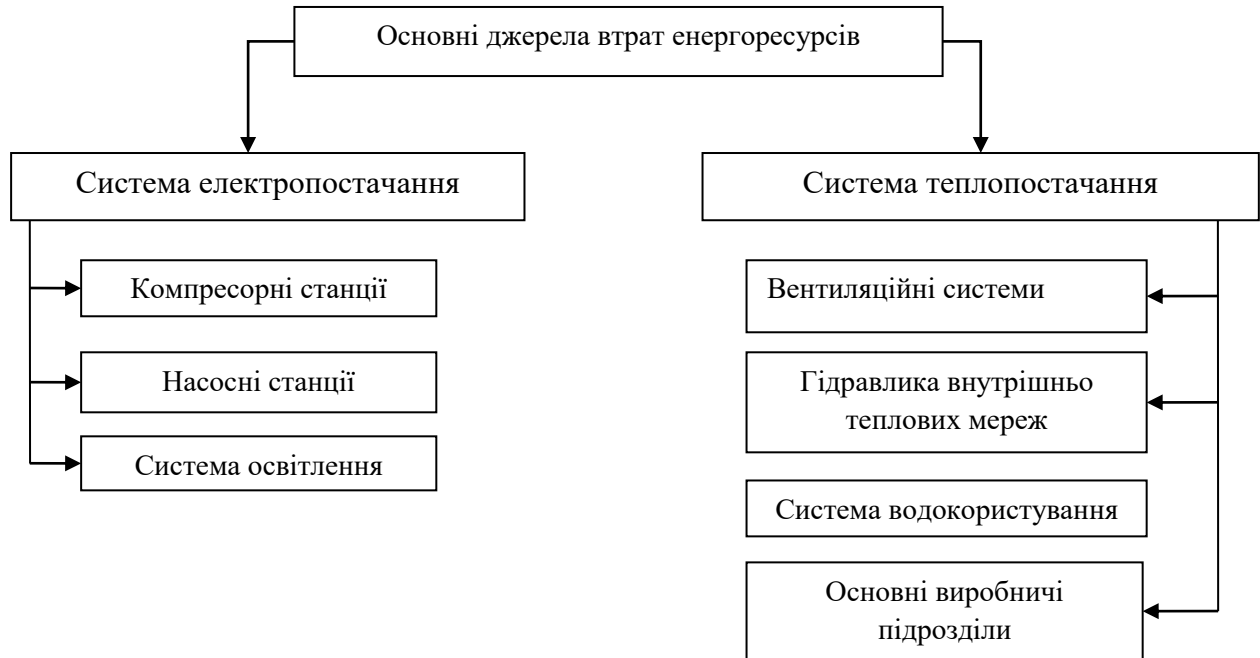 Основні джерела втрат енергоресурсів
Система електропостачання
Компресорні станції
Насосні станції
Система освітлення
Система теплопостачання
Вентиляційні системи
Гідравлика внутрішньо
теплових мереж
Система водокористування
Основні виробничі
підрозділи